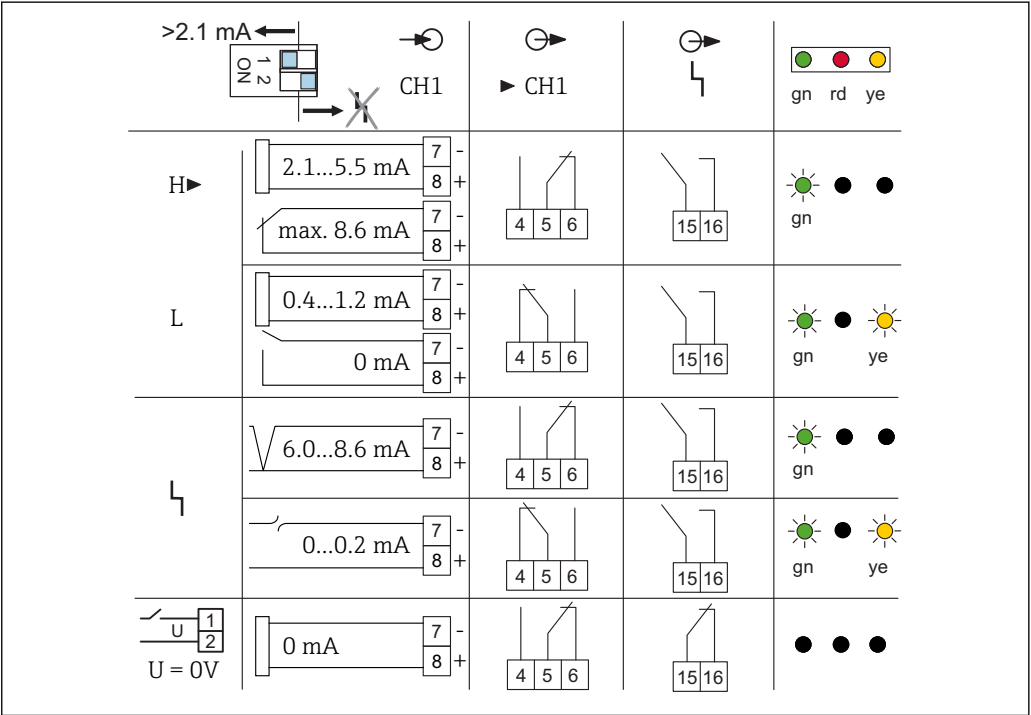 >2.1 mA
1 2
ON
CH1
► CH1
gn rd ye
H►
2.1...5.5 mA
7 -
8 +
max. 8.6 mA
7 -
8 +
4 5 6
15 16
gn
L
0.4...1.2 mA
7 -
8 +
0 mA
7 -
8 +
4 5 6
15 16
gn ye
6.0...8.6 mA
7 -
8 +
4 5 6
15 16
gn
0...0.2 mA
7 -
8 +
4 5 6
15 16
gn ye
U
1
2
U = 0V
0 mA
7 -
8 +
4 5 6
15 16